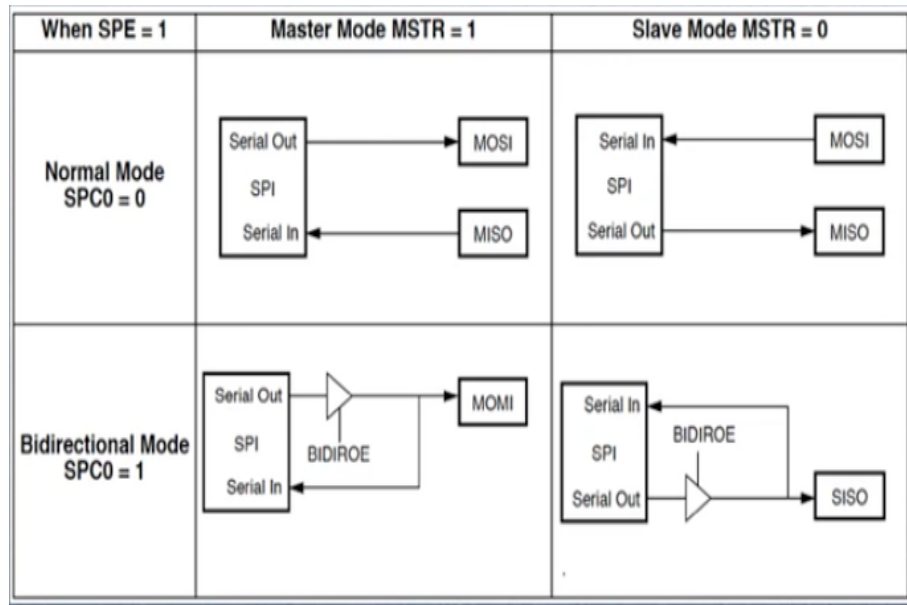 When SPE = 1
Master Mode MSTR = 1
Slave Mode MSTR = 0
Normal Mode
SPC0 = 0
Serial Out
MOSI
SPI
Serial In
MISO
Serial In
MOSI
SPI
Serial Out
MISO
Bidirectional Mode
SPC0 = 1
Serial Out
MOMI
SPI
BIDIROE
Serial In
Serial In
BIDIROE
SPI
Serial Out
SISO